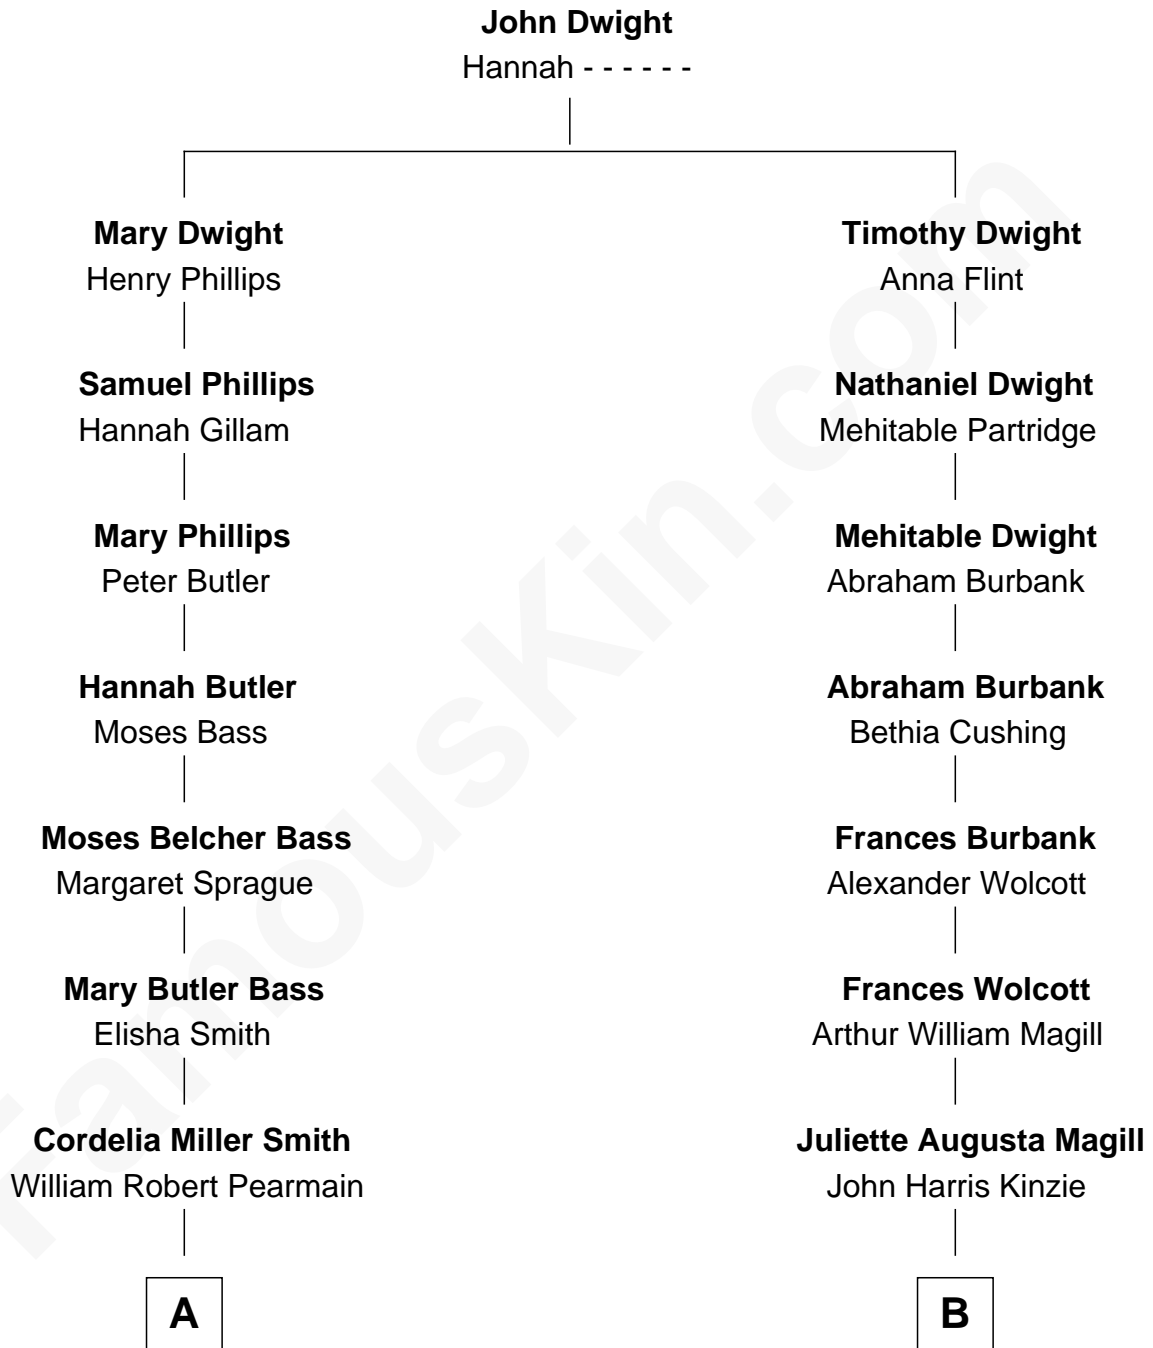 John Dwight
Hannah - - - - - -
Mary Dwight
Henry Phillips
Timothy Dwight
Anna Flint
Samuel Phillips
Hannah Gillam
Nathaniel Dwight
Mehitable Partridge
Mary Phillips
Peter Butler
Mehitable Dwight
Abraham Burbank
Hannah Butler
Moses Bass
Abraham Burbank
Bethia Cushing
Moses Belcher Bass
Margaret Sprague
Frances Burbank
Alexander Wolcott
Mary Butler Bass
Elisha Smith
Frances Wolcott
Arthur William Magill
Cordelia Miller Smith
William Robert Pearmain
Juliette Augusta Magill
John Harris Kinzie
A
B
FamousKin.com